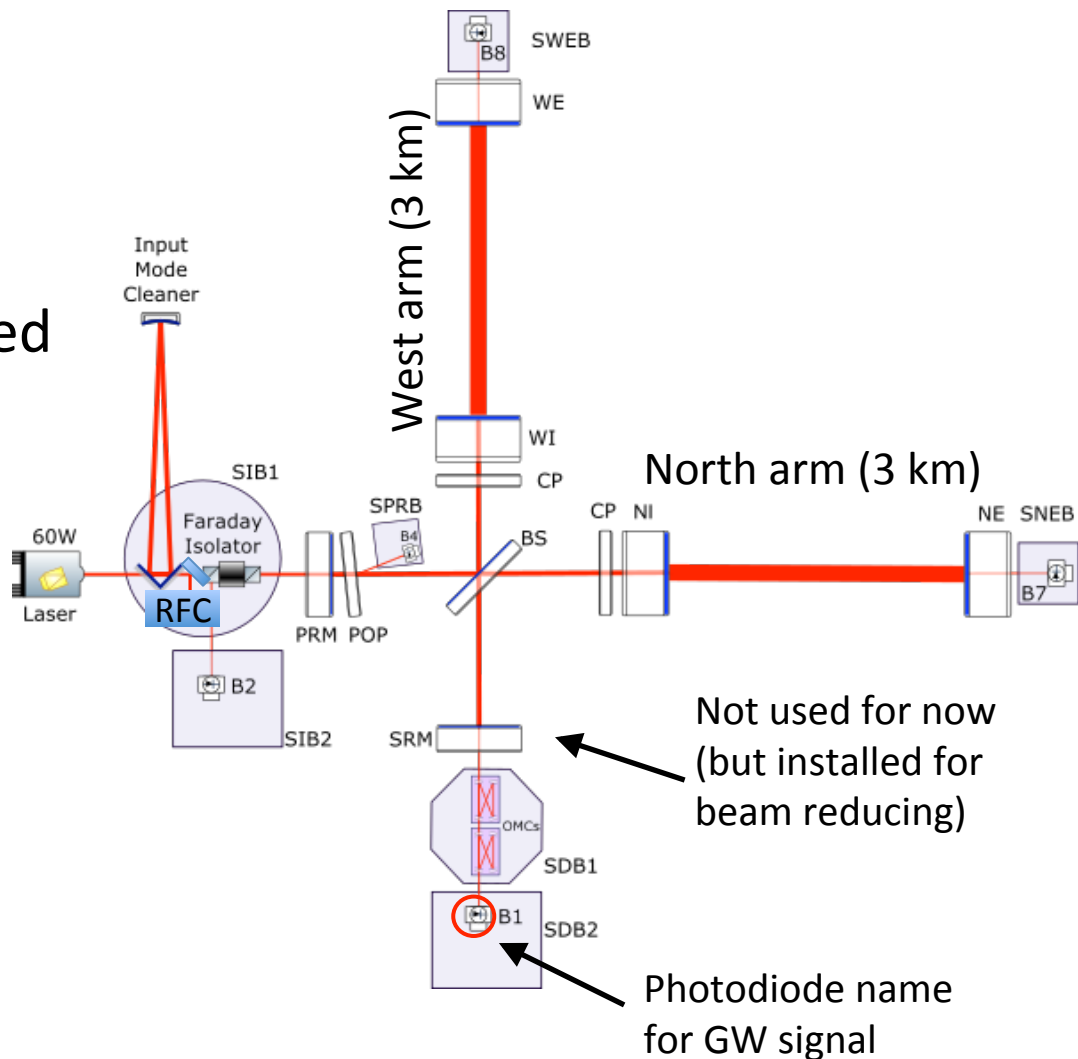 SWEB
B8
WE
West arm (3 km)
Input
Mode
Cleaner
ed
WI
CP
SIB1
North arm (3 km)
SPRB
B4
Faraday
Isolator
60W
Laser
RFC
BS
CP
NI
NE
SNEB
B7
PRM
POP
B2
SIB2
SRM
Not used for now
(but installed for
beam reducing)
OMCs
SDB1
B1
SDB2
Photodiode name
for GW signal